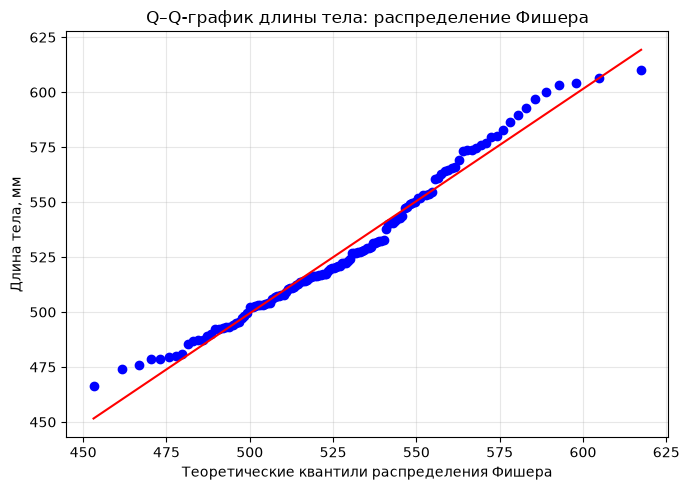 Q–Q-график длины тела: распределение Фишера
625
600
575
550
525
500
475
450
Длина тела, мм
450 475 500 525 550 575 600 625
Теоретические квантили распределения Фишера